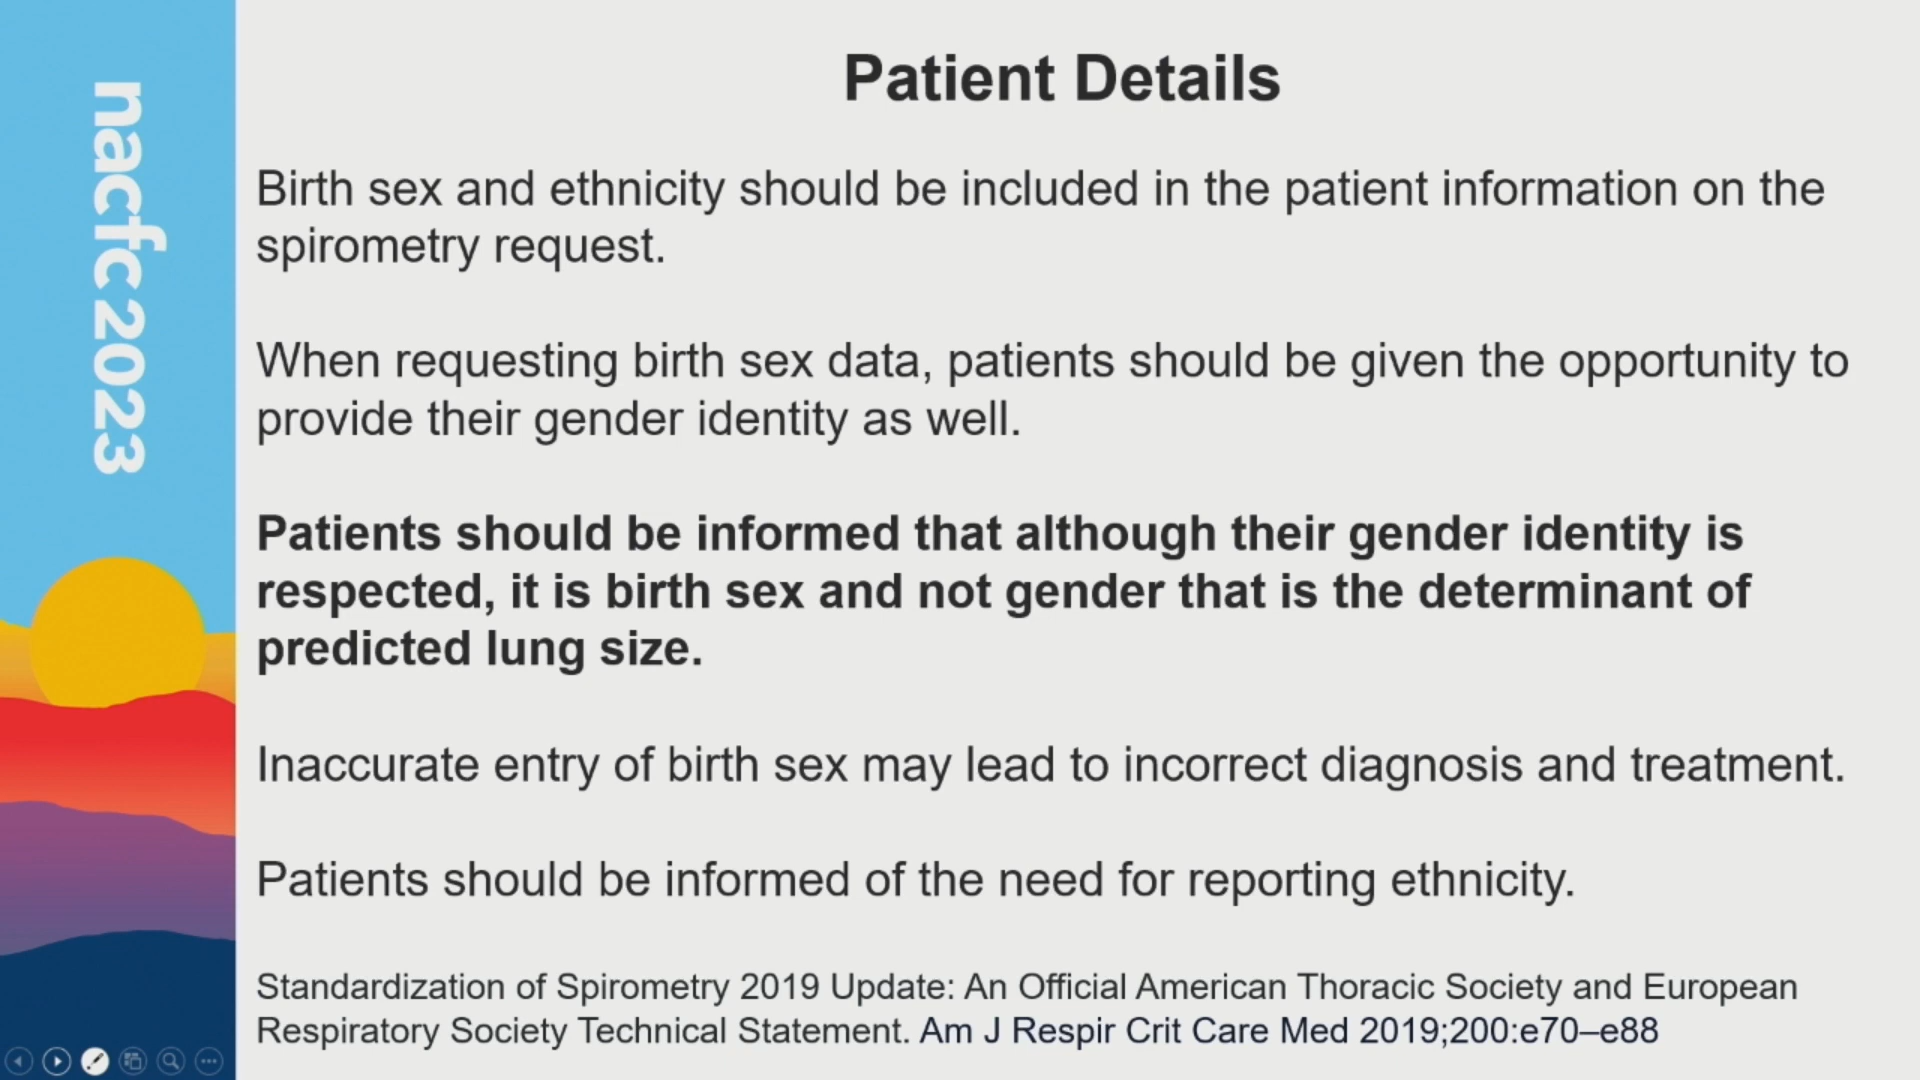 nacfc 2023
Patient Details
Birth sex and ethnicity should be included in the patient information on the
spirometry request.
When requesting birth sex data, patients should be given the opportunity to
provide their gender identity as well.
Patients should be informed that although their gender identity is
respected, it is birth sex and not gender that is the determinant of
predicted lung size.
Inaccurate entry of birth sex may lead to incorrect diagnosis and treatment.
Patients should be informed of the need for reporting ethnicity.
Standardization of Spirometry 2019 Update: An Official American Thoracic Society and European
Respiratory Society Technical Statement. Am J Respir Crit Care Med 2019;200:e70–e88